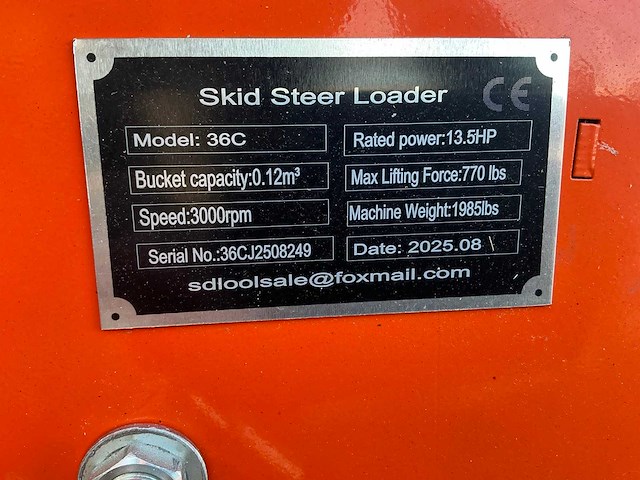 Skid Steer Loader CE
Model: 36C
Rated power:13.5HP
Bucket capacity:0.12m³
Max Lifting Force:770 lbs
Speed:3000rpm
Machine Weight:1985lbs
Serial No.:36CJ2508249
Date: 2025.08
sdloolsale@foxmail.com